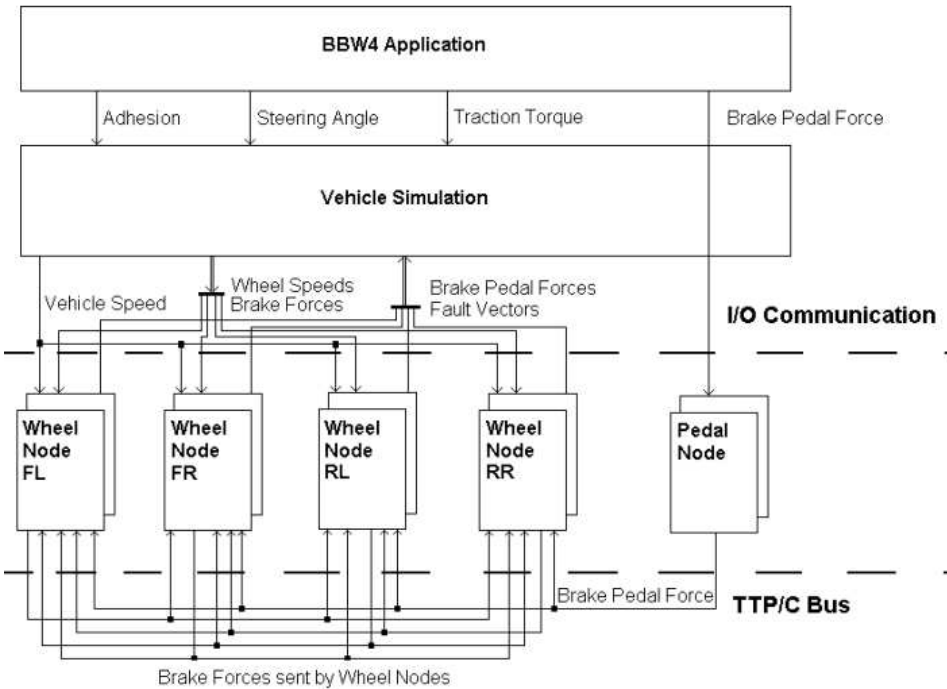 BBW4 Application
Adhesion
Steering Angle
Traction Torque
Brake Pedal Force
Vehicle Simulation
Vehicle Speed
Wheel Speeds
Brake Forces
Brake Pedal Forces
Fault Vectors
I/O Communication
Wheel
Node
FL
Wheel
Node
FR
Wheel
Node
RL
Wheel
Node
RR
Pedal
Node
Brake Pedal Force
TTP/C Bus
Brake Forces sent by Wheel Nodes